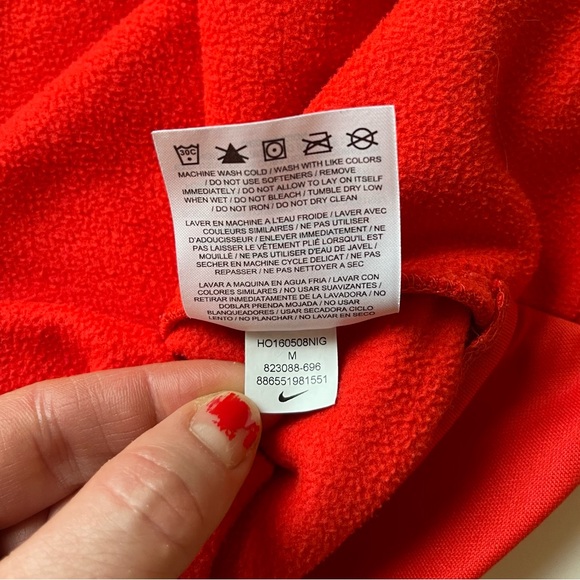 30C
MACHINE WASH COLD / WASH WITH LIKE COLORS
/ DO NOT USE SOFTENERS / REMOVE
IMMEDIATELY / DO NOT ALLOW TO LAY ON ITSELF
WHEN WET / DO NOT BLEACH / TUMBLE DRY LOW
/ DO NOT IRON / DO NOT DRY CLEAN
LAVER EN MACHINE A L'EAU FROIDE / LAVER AVEC
COULEURS SIMILAIRES / NE PAS UTILISER
D'ADOUCISSEUR / ENLEVER IMMEDIATEMENT / NE
PAS LAISSER LE VÊTEMENT PLIÉ LORSQU'IL EST
MOUILLÉ / NE PAS UTILISER D'EAU DE JAVEL /
SECHER EN MACHINE CYCLE DELICAT / NE PAS
REPASSER / NE PAS NETTOYER A SEC
LAVAR A MAQUINA EN AGUA FRIA / LAVAR CON
COLORES SIMILARES / NO USAR SUAVIZANTES /
RETIRAR INMEDIATAMENTE DE LA LAVADORA / NO
DOBLAR PRENDA MOJADA / NO USAR
BLANQUEADORES / USAR SECADORA CICLO
LENTO / NO PLANCHAR / NO LAVAR EN SECO
HO160508NIG
M
823088-696
886551981551